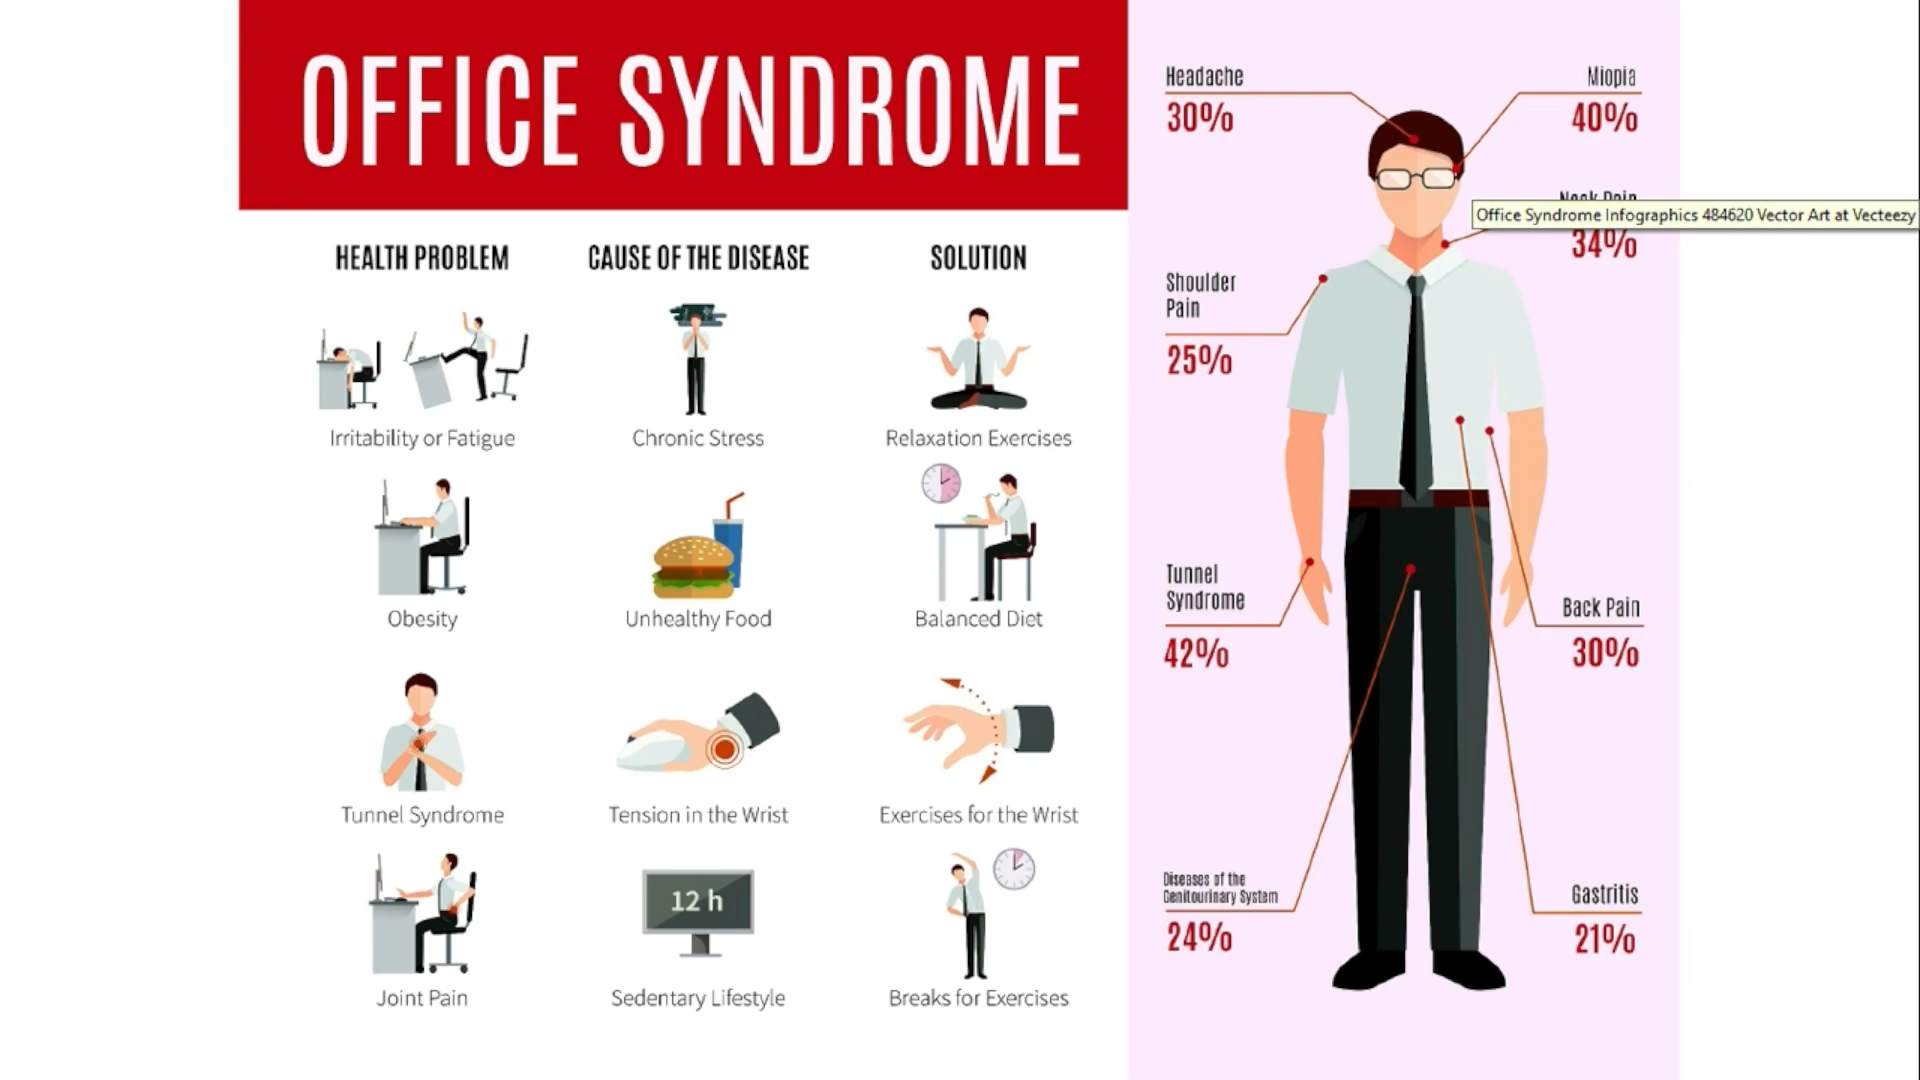 OFFICE SYNDROME
HEALTH PROBLEM
CAUSE OF THE DISEASE
SOLUTION
Irritability or Fatigue
Chronic Stress
Relaxation Exercises
Obesity
Unhealthy Food
Balanced Diet
Tunnel Syndrome
Tension in the Wrist
Exercises for the Wrist
12 h
Joint Pain
Sedentary Lifestyle
Breaks for Exercises
Headache
30%
Miopia
40%
Neck Pain
Office Syndrome Infographics 484620 Vector Art at Vecteezy
34%
Shoulder
Pain
25%
Tunnel
Syndrome
42%
Back Pain
30%
Diseases of the
Genitourinary System
24%
Gastritis
21%